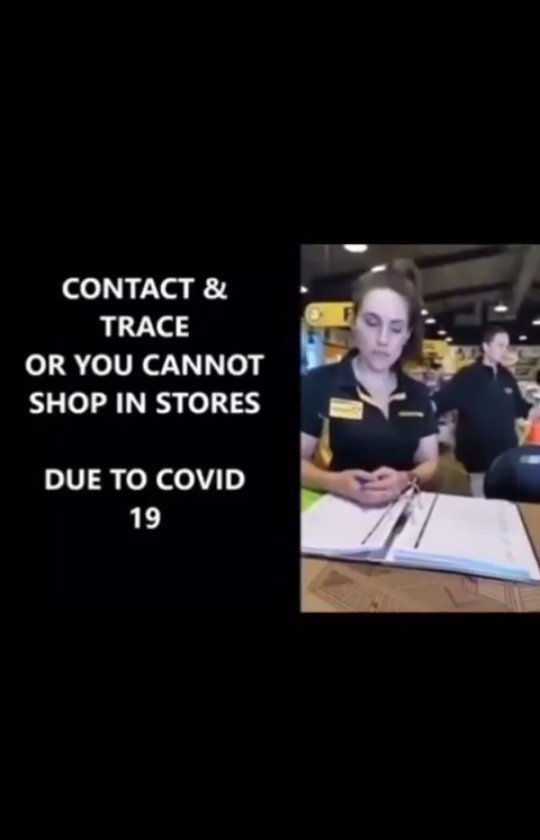 CONTACT &
TRACE
OR YOU CANNOT
SHOP IN STORES
DUE TO COVID
19